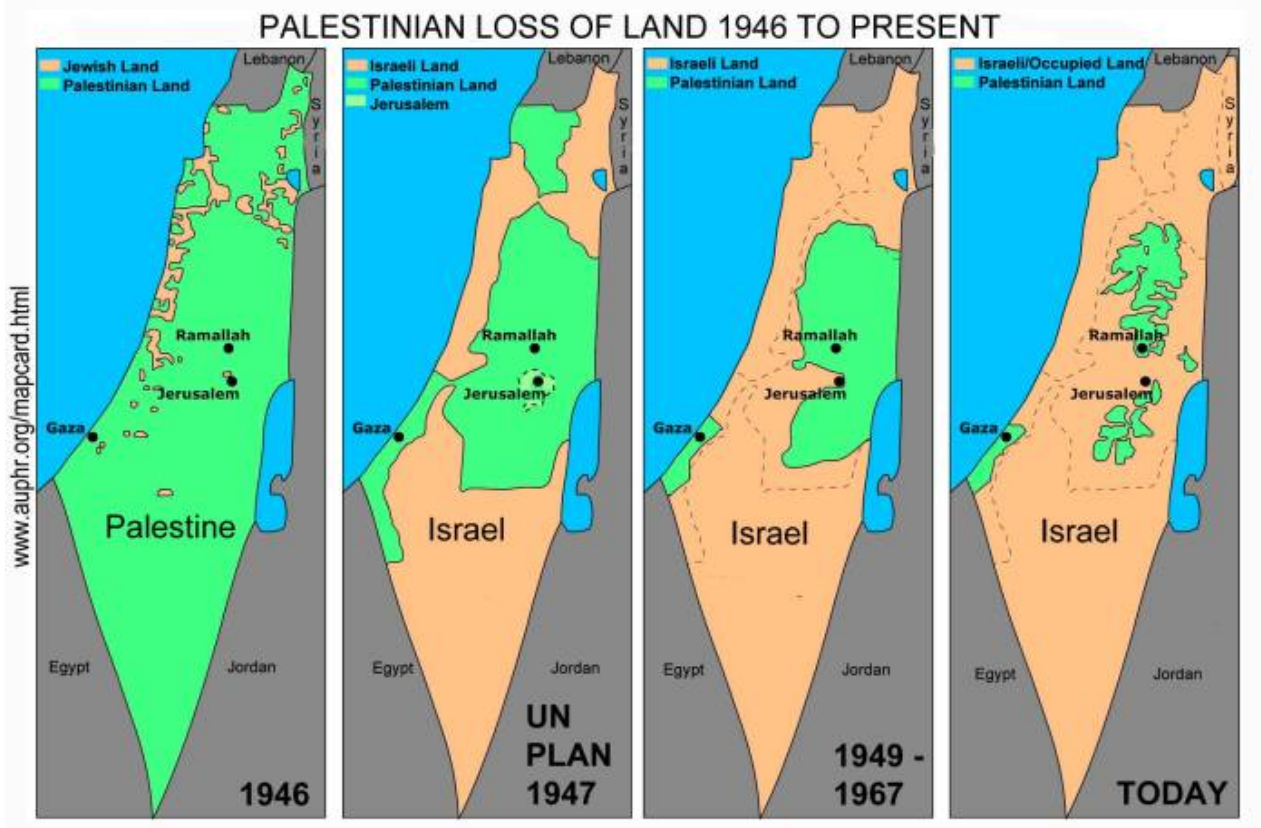 PALESTINIAN LOSS OF LAND 1946 TO PRESENT
www.auphr.org/mapcard.html
Jewish Land
Palestinian Land
Lebanon
Syria
Ramallah
Jerusalem
Gaza
Palestine
Egypt
Jordan
1946
Israeli Land
Palestinian Land
Jerusalem
Lebanon
Syria
Ramallah
Jerusalem
Gaza
Israel
Egypt
Jordan
UN
PLAN
1947
Israeli Land
Palestinian Land
Lebanon
Syria
Ramallah
Jerusalem
Gaza
Israel
Egypt
Jordan
1949 -
1967
Israeli/Occupied Land
Palestinian Land
Lebanon
Syria
Ramallah
Jerusalem
Gaza
Israel
Egypt
Jordan
TODAY